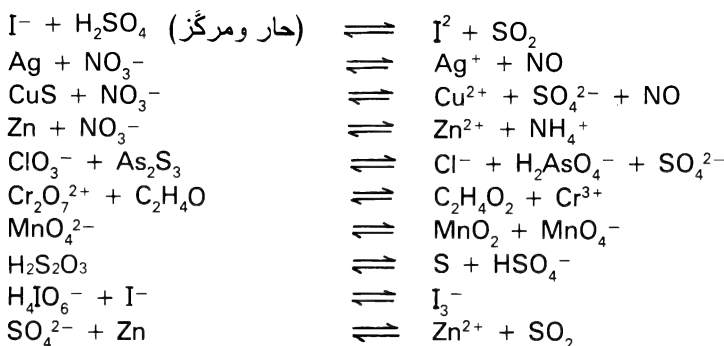 I⁻ + H₂SO₄ (حار ومركَّز) ⇌ I² + SO₂
Ag + NO₃⁻ ⇌ Ag⁺ + NO
CuS + NO₃⁻ ⇌ Cu²⁺ + SO₄²⁻ + NO
Zn + NO₃⁻ ⇌ Zn²⁺ + NH₄⁺
ClO₃⁻ + As₂S₃ ⇌ Cl⁻ + H₂AsO₄⁻ + SO₄²⁻
Cr₂O₇²⁺ + C₂H₄O ⇌ C₂H₄O₂ + Cr³⁺
MnO₄²⁻ ⇌ MnO₂ + MnO₄⁻
H₂S₂O₃ ⇌ S + HSO₄⁻
H₄IO₆⁻ + I⁻ ⇌ I₃⁻
SO₄²⁻ + Zn ⇌ Zn²⁺ + SO₂